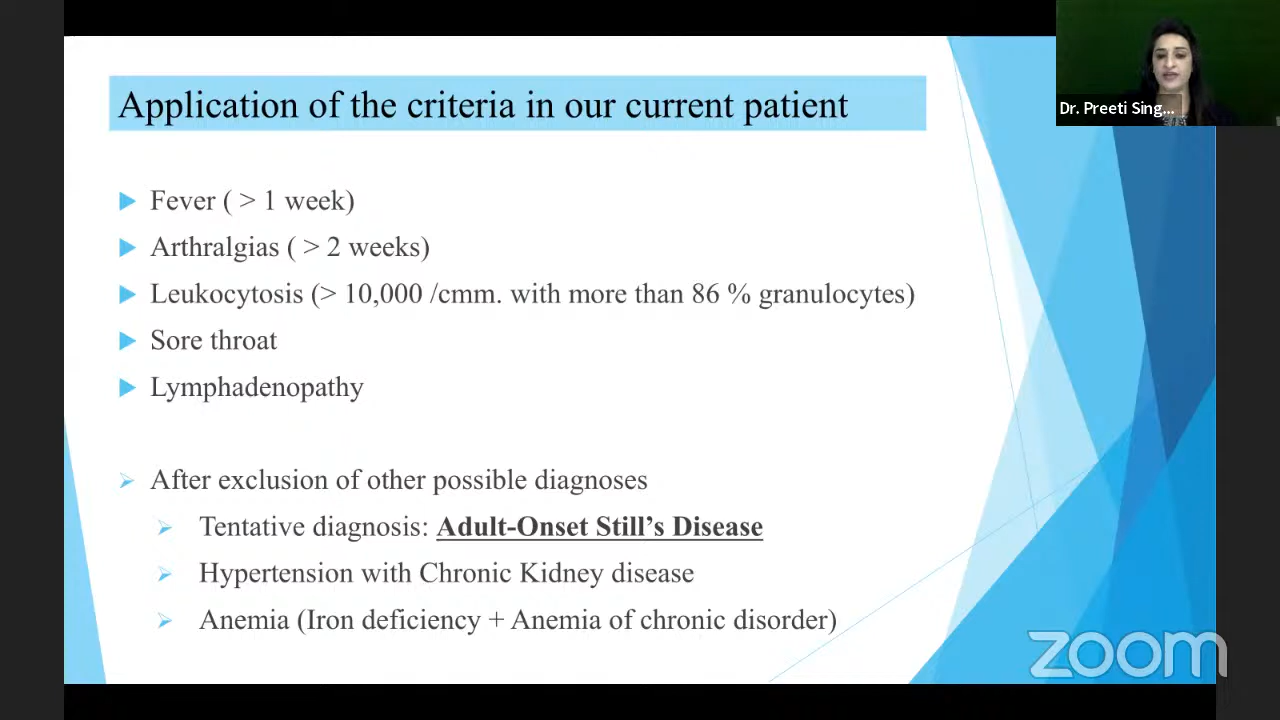 Application of the criteria in our current patient
Dr. Preeti Sing...
Fever ( > 1 week)
Arthralgias ( > 2 weeks)
Leukocytosis (> 10,000 /cmm. with more than 86 % granulocytes)
Sore throat
Lymphadenopathy
After exclusion of other possible diagnoses
Tentative diagnosis: Adult-Onset Still’s Disease
Hypertension with Chronic Kidney disease
Anemia (Iron deficiency + Anemia of chronic disorder)
zoom